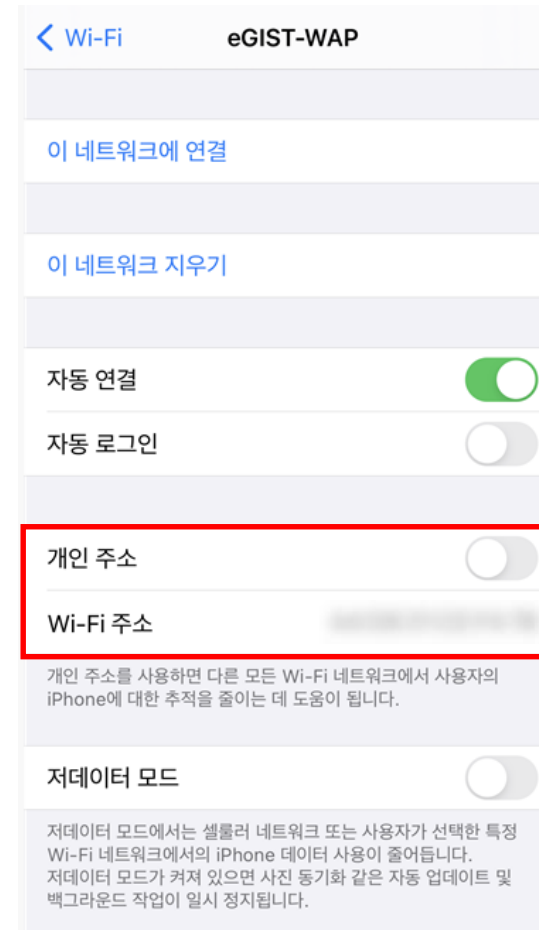 Wi-Fi
eGIST-WAP
이 네트워크에 연결
이 네트워크 지우기
자동 연결
자동 로그인
개인 주소
Wi-Fi 주소
개인 주소를 사용하면 다른 모든 Wi-Fi 네트워크에서 사용자의
iPhone에 대한 추적을 줄이는 데 도움이 됩니다.
저데이터 모드
저데이터 모드에서는 셀룰러 네트워크 또는 사용자가 선택한 특정
Wi-Fi 네트워크에서의 iPhone 데이터 사용이 줄어듭니다.
저데이터 모드가 켜져 있으면 사진 동기화 같은 자동 업데이트 및
백그라운드 작업이 일시 정지됩니다.